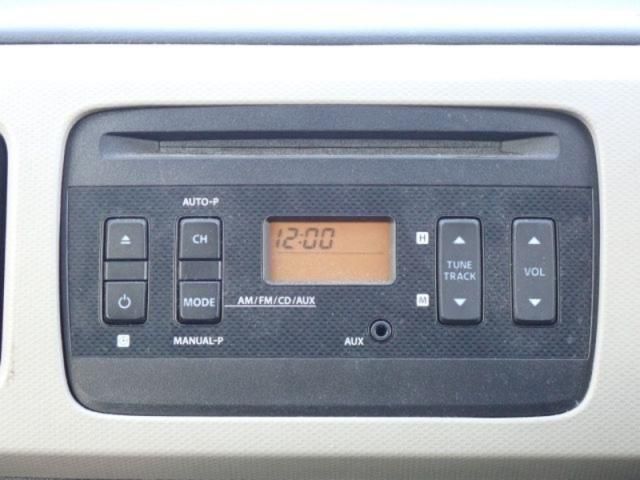 AUTO-P
CH
12:00
H
TUNE
TRACK
VOL
MODE
AM/FM/CD/AUX
M
MANUAL-P
AUX